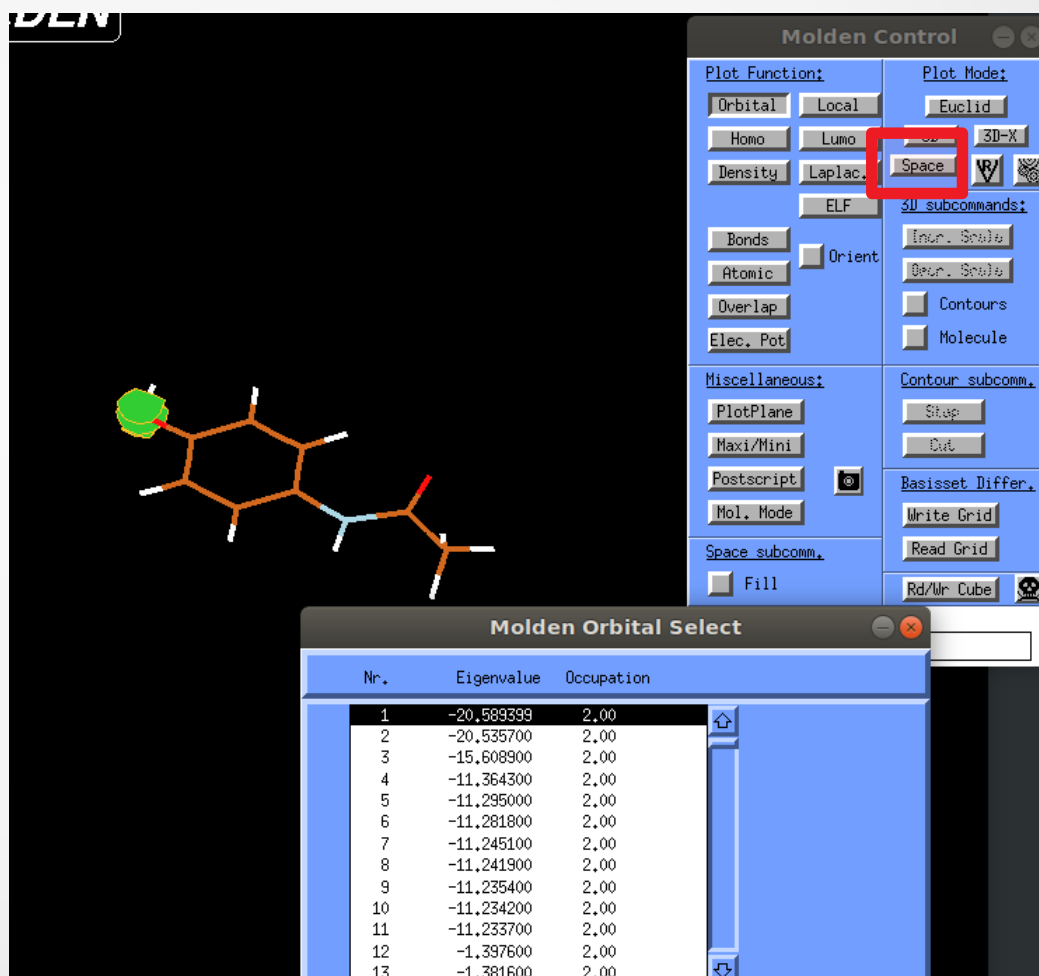 Molden Control
Plot Function:
Plot Mode:
Orbital Local
Euclid
Homo Lumo
3D-X
Density Laplac.
Space
ELF
3D subcommands:
Bonds
Incr. Scale
Orient
Atomic
Decr. Scale
Overlap
Contours
Elec. Pot
Molecule
Miscellaneous:
Contour subcomm.
PlotPlane
Step
Maxi/Mini
Cut
Postscript
Basisset Differ.
Mol. Mode
Write Grid
Space subcomm.
Read Grid
Fill
Rd/Wr Cube
Molden Orbital Select
Nr. Eigenvalue Occupation
1 -20.589399 2.00
2 -20.535700 2.00
3 -15.608900 2.00
4 -11.364300 2.00
5 -11.295000 2.00
6 -11.281800 2.00
7 -11.245100 2.00
8 -11.241900 2.00
9 -11.235400 2.00
10 -11.234200 2.00
11 -11.233700 2.00
12 -1.397600 2.00
13 -1.381600 2.00